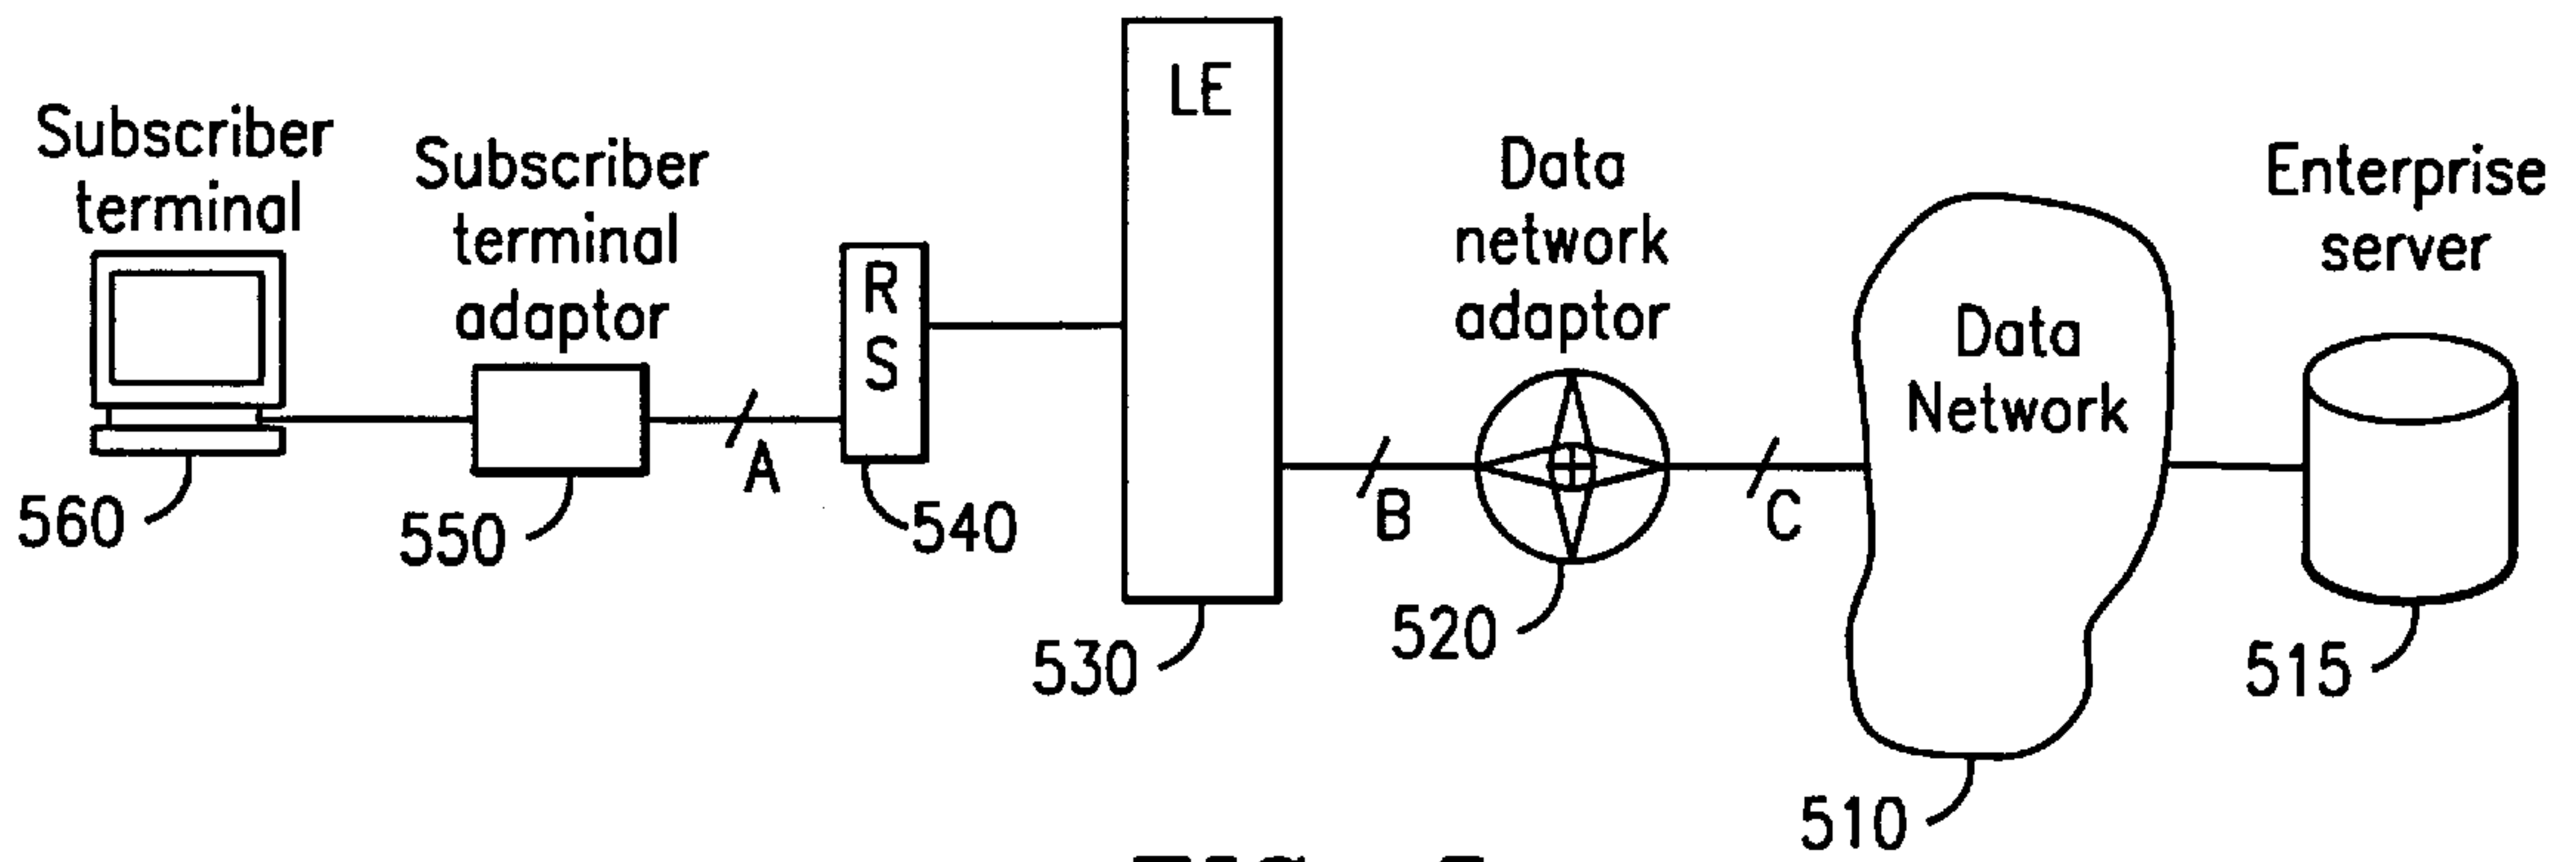 Subscriber
terminal
560
Subscriber
terminal
adaptor
550
A
R
S
540
LE
530
B
Data
network
adaptor
520
C
Data
Network
510
Enterprise
server
515